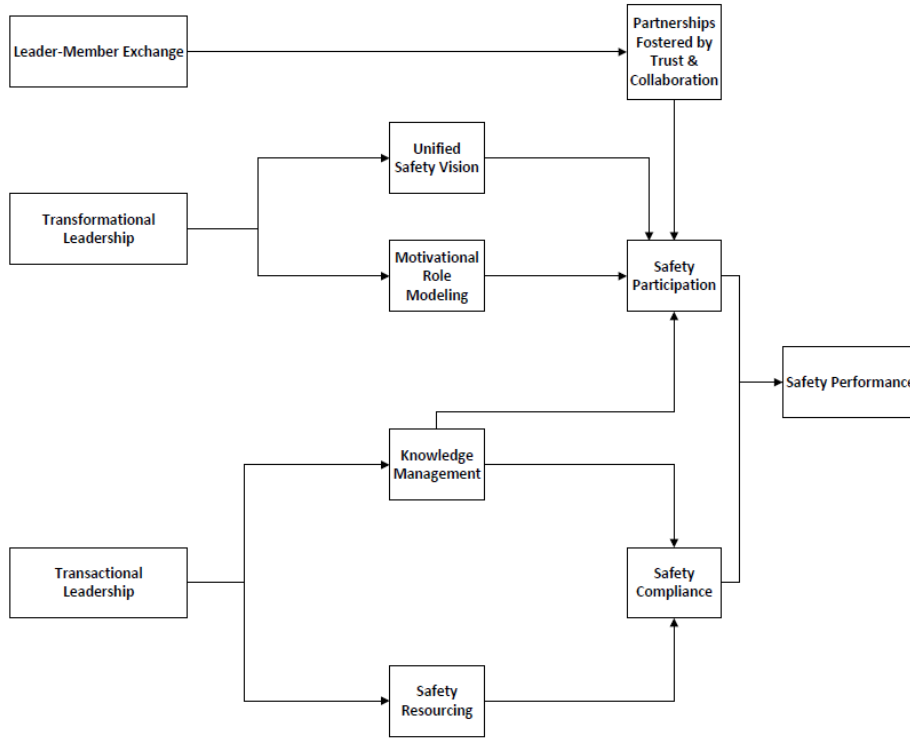 Leader-Member Exchange
Partnerships
Fostered by
Trust &
Collaboration
Unified
Safety Vision
Transformational
Leadership
Motivational
Role
Modeling
Safety
Participation
Safety Performance
Knowledge
Management
Transactional
Leadership
Safety
Compliance
Safety
Resourcing